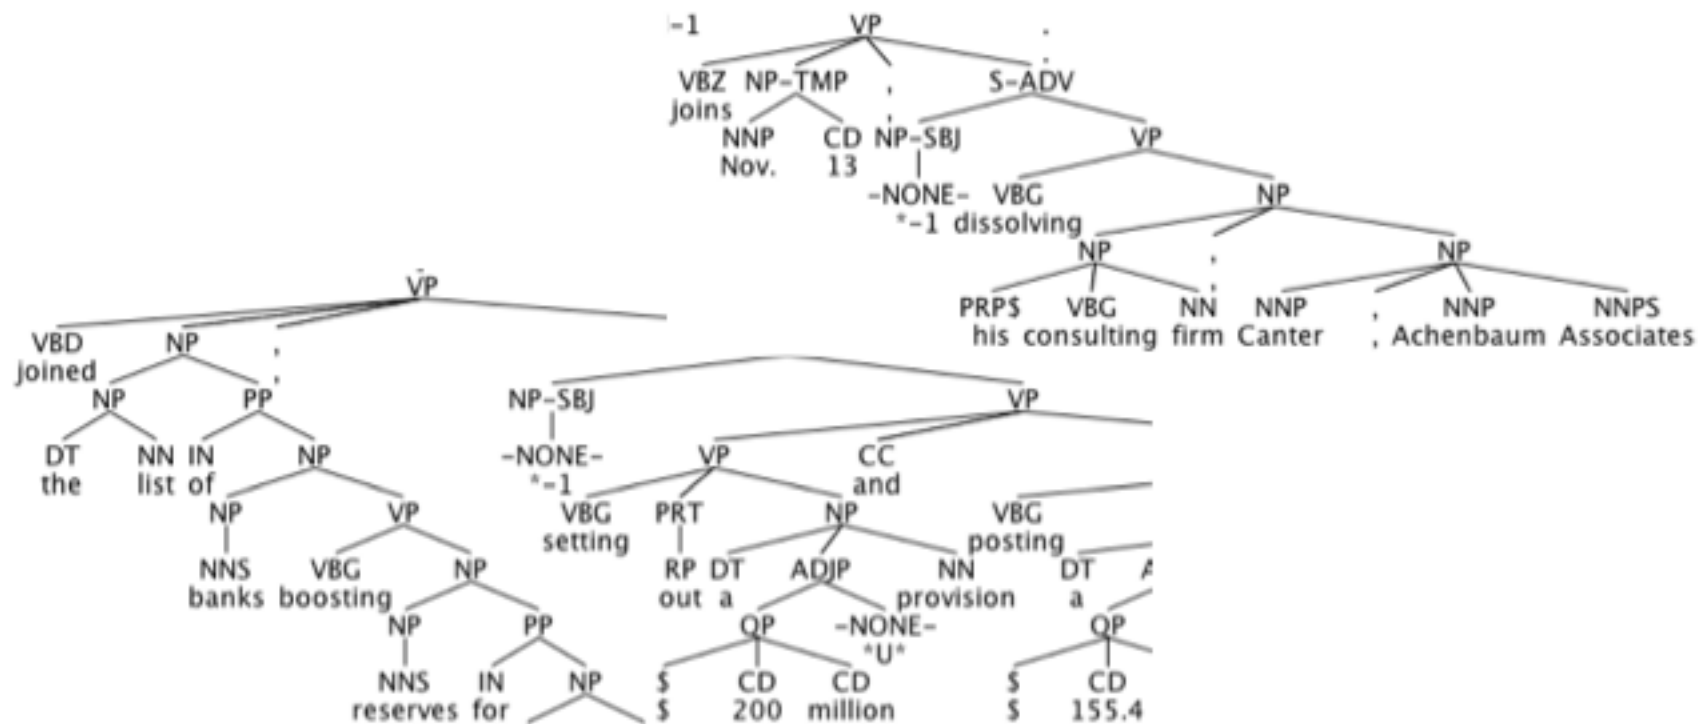 -1 VP .
VBZ NP-TMP , S-ADV
joins ,
NNP CD NP-SBJ VP
Nov. 13
-NONE- VBG NP
*-1 dissolving
NP , NP
PRP$ VBG NN , NNP , NNP NNPS
his consulting firm Canter , Achenbaum Associates
VP
VBD NP ,
joined ,
NP PP NP-SBJ VP
DT NN IN NP -NONE- VP CC
the list of *-1 and
NP VP VBG PRT NP VBG
setting posting
NNS VBG NP RP DT ADJP NN DT A
banks boosting out a provision a
NP PP QP -NONE- QP
*U*
NNS IN NP $ CD CD $ CD
reserves for $ 200 million $ 155.4